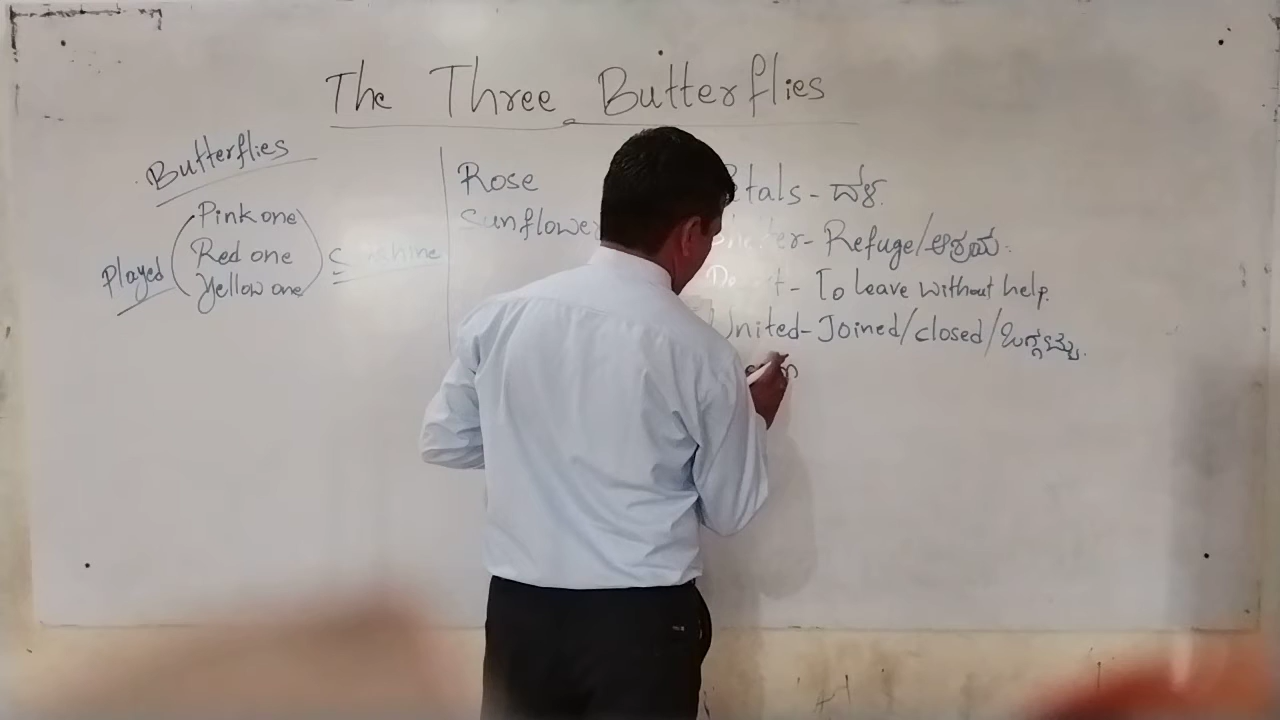 The Three Butterflies
Butterflies
Pink one
Red one
Yellow one
Played
Rose
Sunflower
etals - ದಳ.
Refuge/ಆಶ್ರಯ.
To leave without help.
United - Joined/closed/ಒಗ್ಗಟ್ಟು.